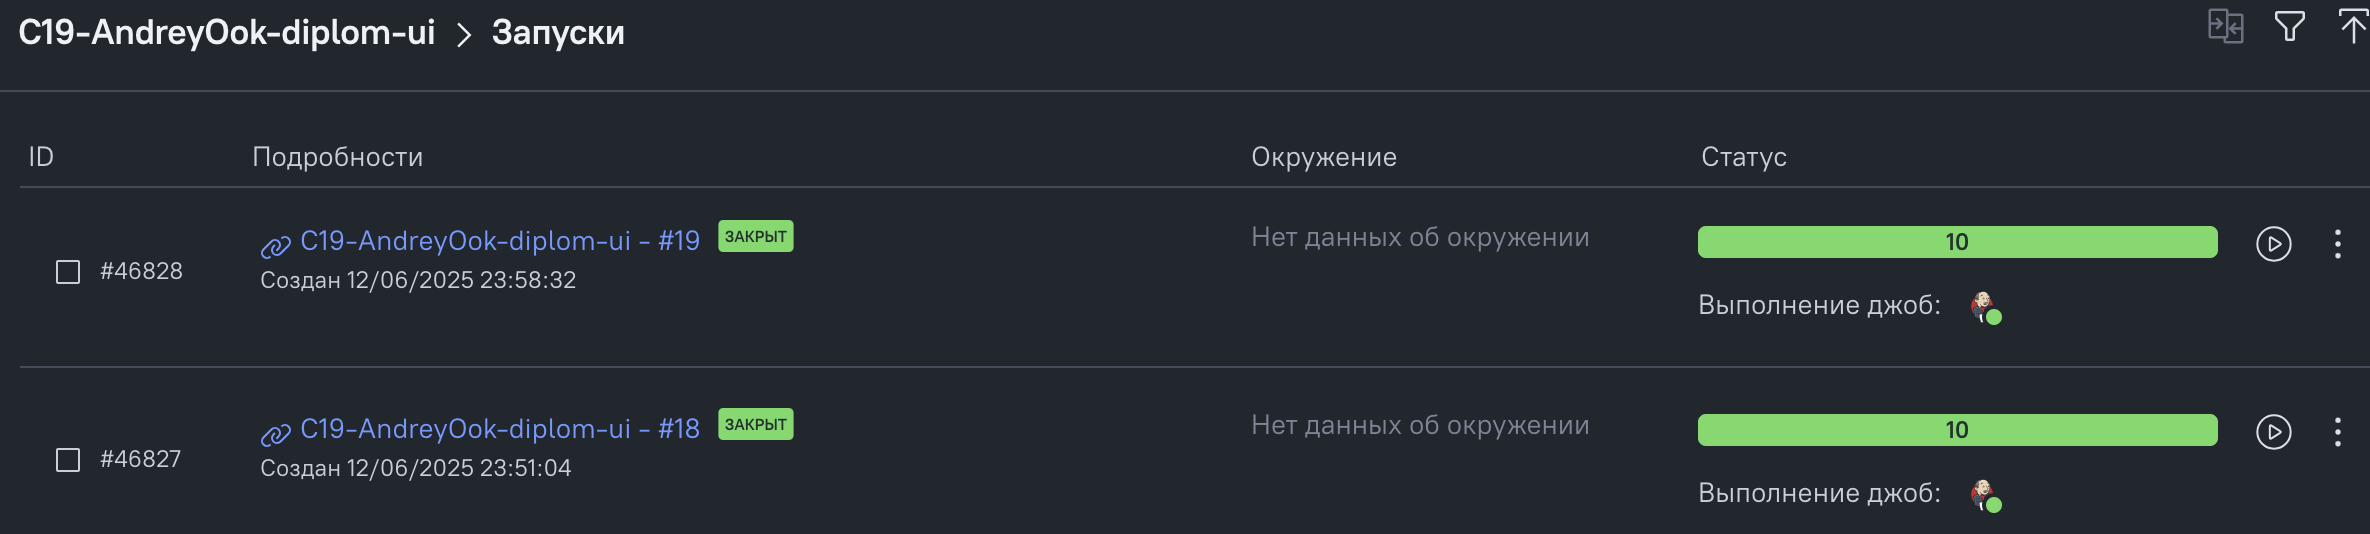 C19-AndreyOok-diplom-ui > Запуски
ID Подробности Окружение Статус
C19-AndreyOok-diplom-ui - #19 ЗАКРЫТ Нет данных об окружении 10
#46828
Создан 12/06/2025 23:58:32
Выполнение джоб:
C19-AndreyOok-diplom-ui - #18 ЗАКРЫТ Нет данных об окружении 10
#46827
Создан 12/06/2025 23:51:04
Выполнение джоб: